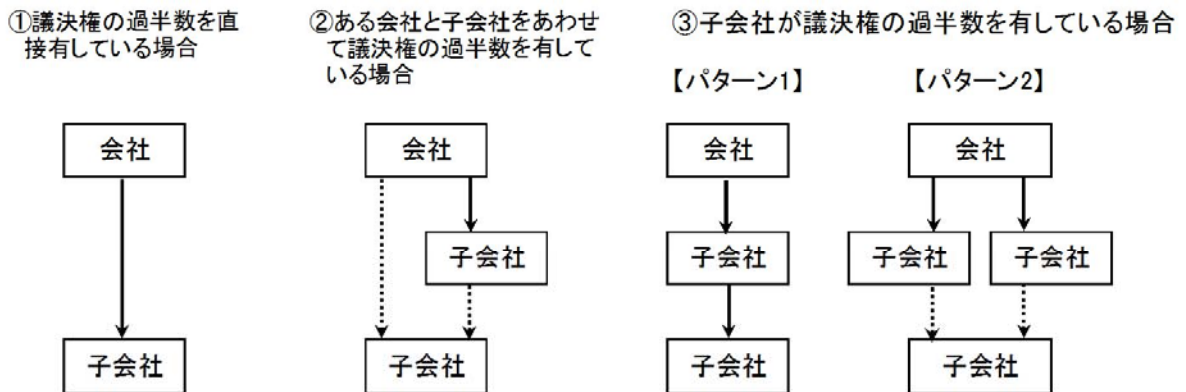 ①議決権の過半数を直
接有している場合
②ある会社と子会社をあわせ
て議決権の過半数を有して
いる場合
③子会社が議決権の過半数を有している場合
【パターン1】
【パターン2】
会社
会社
会社
会社
子会社
子会社
子会社
子会社
子会社
子会社
子会社
子会社